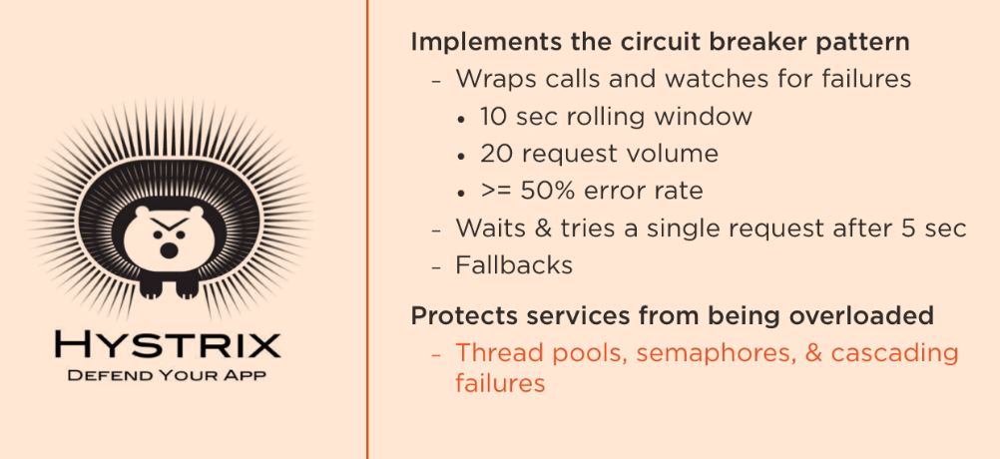 Implements the circuit breaker pattern
– Wraps calls and watches for failures
• 10 sec rolling window
• 20 request volume
• >= 50% error rate
– Waits & tries a single request after 5 sec
– Fallbacks
Protects services from being overloaded
– Thread pools, semaphores, & cascading
failures
HYSTRIX
DEFEND YOUR APP